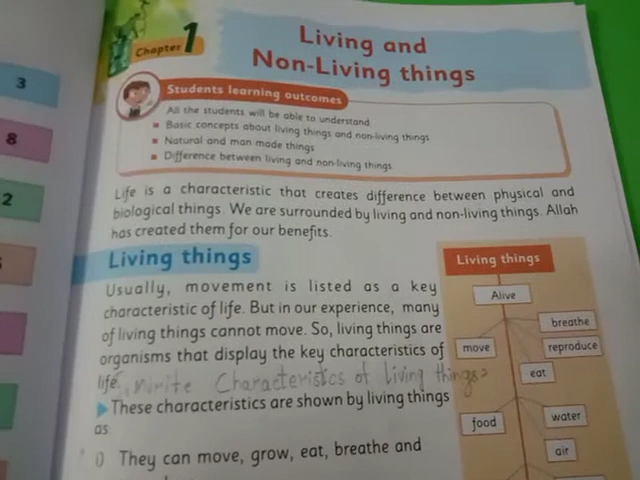 3
8
2
Chapter 1
Living and
Non-Living things
Students learning outcomes
All the students will be able to understand
Basic concepts about living things and non-living things
Natural and man made things
Difference between living and non-living things
Life is a characteristic that creates difference between physical and
biological things. We are surrounded by living and non-living things. Allah
has created them for our benefits.
Living things
Usually, movement is listed as a key
characteristic of life. But in our experience, many
of living things cannot move. So, living things are
organisms that display the key characteristics of
life. write Characteristics of living things?
These characteristics are shown by living things
as
i) They can move, grow, eat, breathe and
Living things
Alive
breathe
move
reproduce
eat
food
water
air